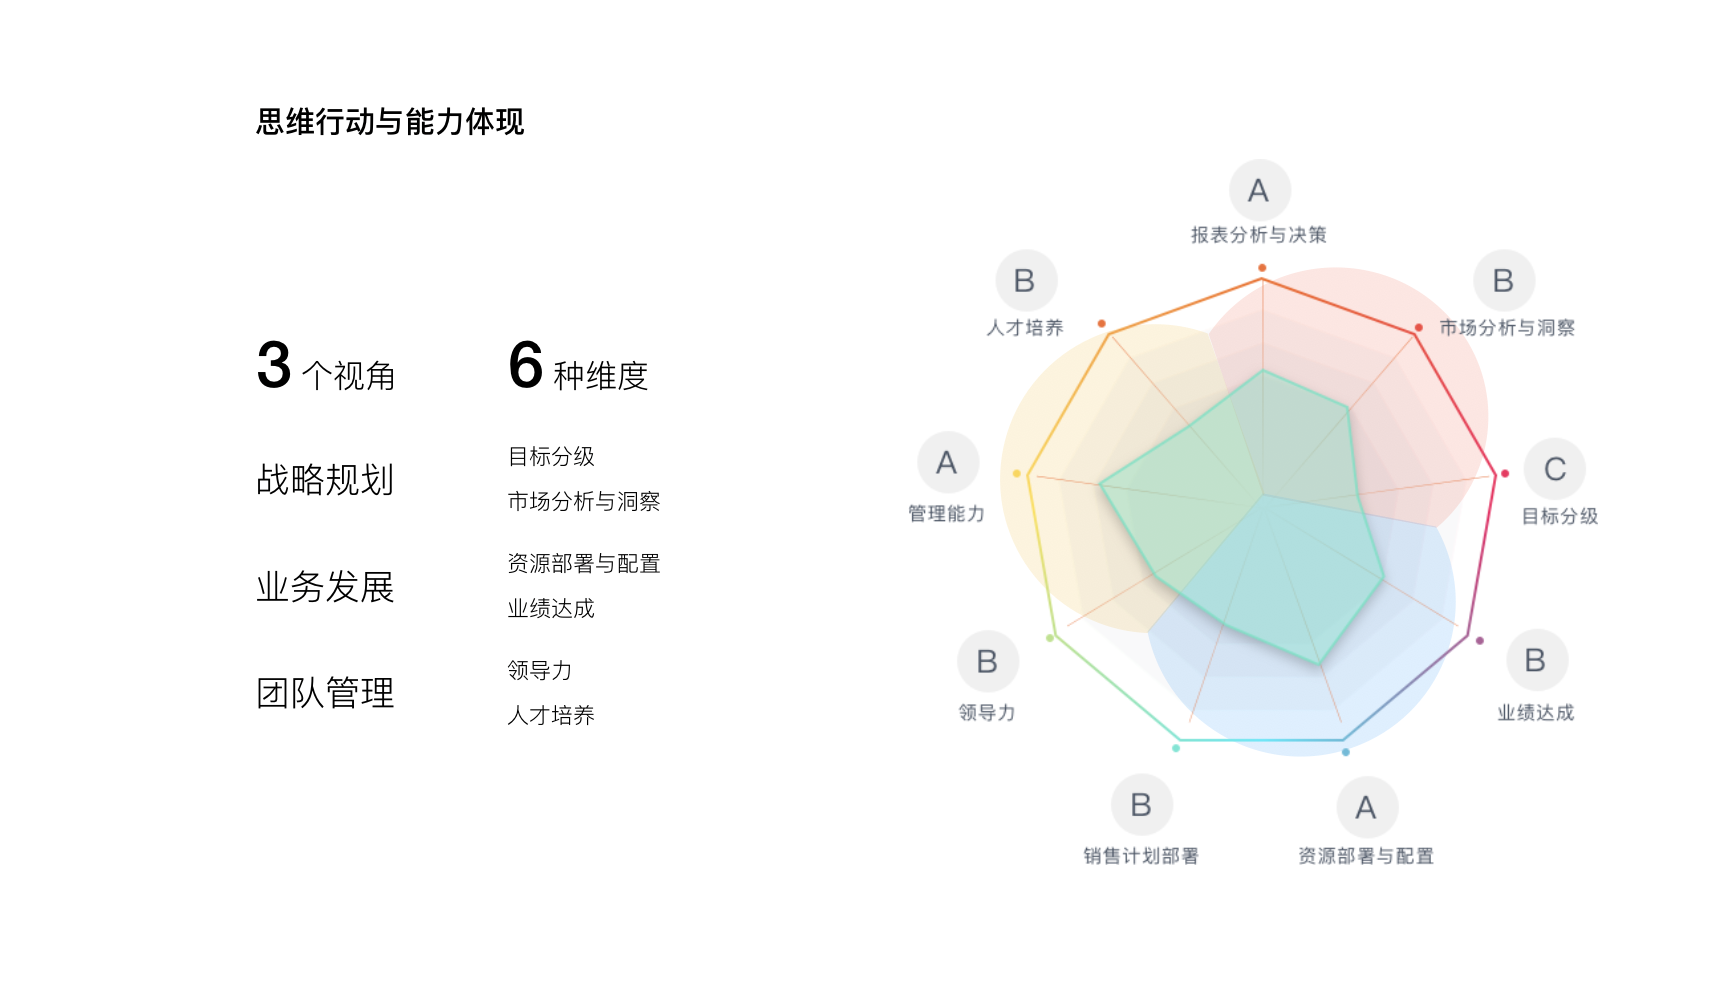 思维行动与能力体现
3 个视角
6 种维度
战略规划
目标分级
市场分析与洞察
业务发展
资源部署与配置
业绩达成
团队管理
领导力
人才培养
A
报表分析与决策
B
人才培养
B
市场分析与洞察
A
管理能力
C
目标分级
B
领导力
B
业绩达成
B
销售计划部署
A
资源部署与配置